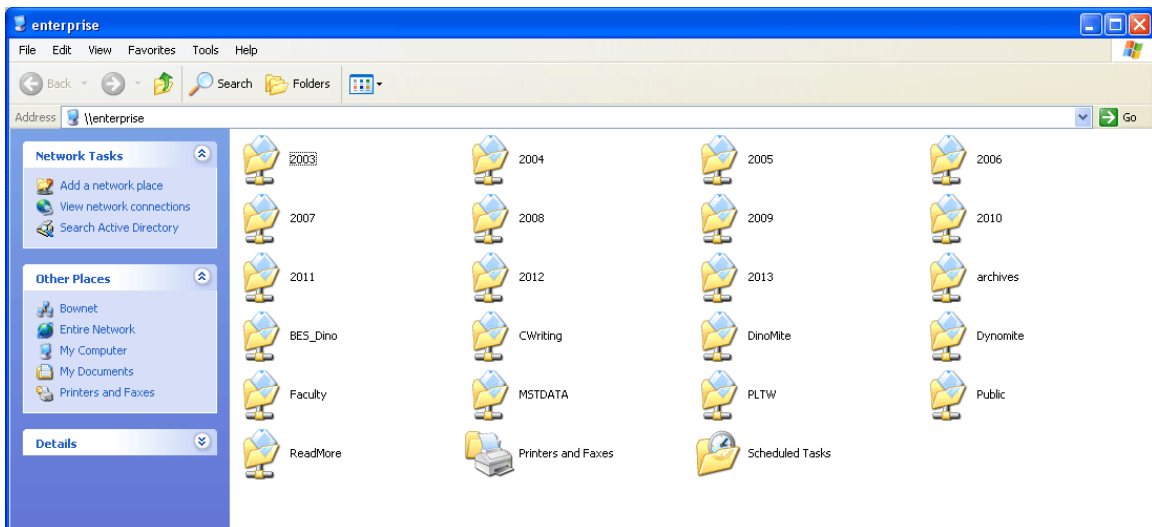 enterprise
File Edit View Favorites Tools Help
Back Search Folders
Address \\enterprise Go
Network Tasks
Add a network place
View network connections
Search Active Directory
Other Places
Bownet
Entire Network
My Computer
My Documents
Printers and Faxes
Details
2003 2004 2005 2006
2007 2008 2009 2010
2011 2012 2013 archives
BES_Dino CWriting DinoMite Dynomite
Faculty MSTDATA PLTW Public
ReadMore Printers and Faxes Scheduled Tasks